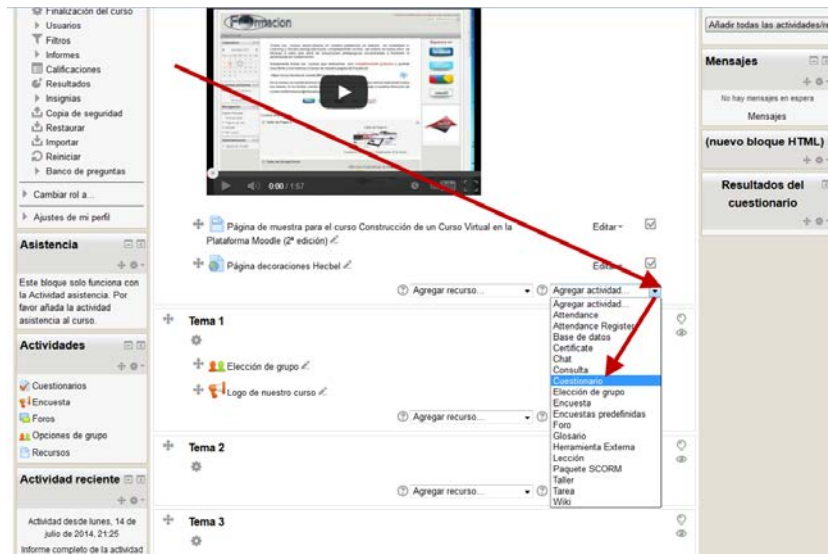 Finalización del curso
Usuarios
Filtros
Informes
Calificaciones
Resultados
Insignias
Copia de seguridad
Restaurar
Importar
Reiniciar
Banco de preguntas
Cambiar rol a...
Ajustes de mi perfil
Asistencia
Este bloque solo funciona con
la Actividad asistencia. Por
favor añada la actividad
asistencia al curso.
Actividades
Cuestionarios
Encuesta
Foros
Opciones de grupo
Recursos
Actividad reciente
Actividad desde lunes, 14 de
julio de 2014, 21:25
Informe completo de la actividad
Formacion
0:00 / 1:57
Página de muestra para el curso Construcción de un Curso Virtual en la
Plataforma Moodle (2ª edición)
Editar
Página decoraciones Hecbel
Agregar recurso...
Agregar actividad...
Agregar actividad...
Attendance
Attendance Register
Base de datos
Certificate
Chat
Consulta
Cuestionario
Elección de grupo
Encuesta
Encuestas predefinidas
Foro
Glosario
Herramienta Externa
Lección
Paquete SCORM
Taller
Tarea
Wiki
Tema 1
Elección de grupo
Logo de nuestro curso
Agregar recurso...
Tema 2
Agregar recurso...
Tema 3
Añadir todas las actividades/re
Mensajes
No hay mensajes en espera
Mensajes
(nuevo bloque HTML)
Resultados del
cuestionario